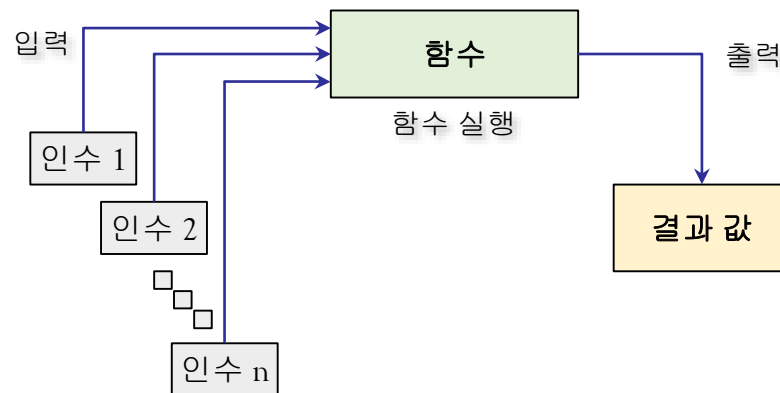 입력
함수
출력
함수 실행
인수 1
인수 2
결과 값
인수 n